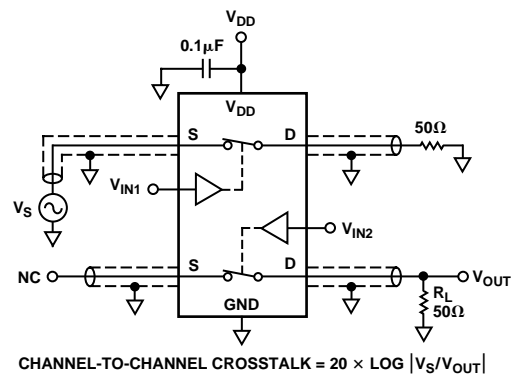 VDD
0.1µF
VDD
S
D
50Ω
VIN1
VS
VIN2
NC
S
D
VOUT
GND
RL
50Ω
CHANNEL-TO-CHANNEL CROSSTALK = 20 × LOG |VS/VOUT|